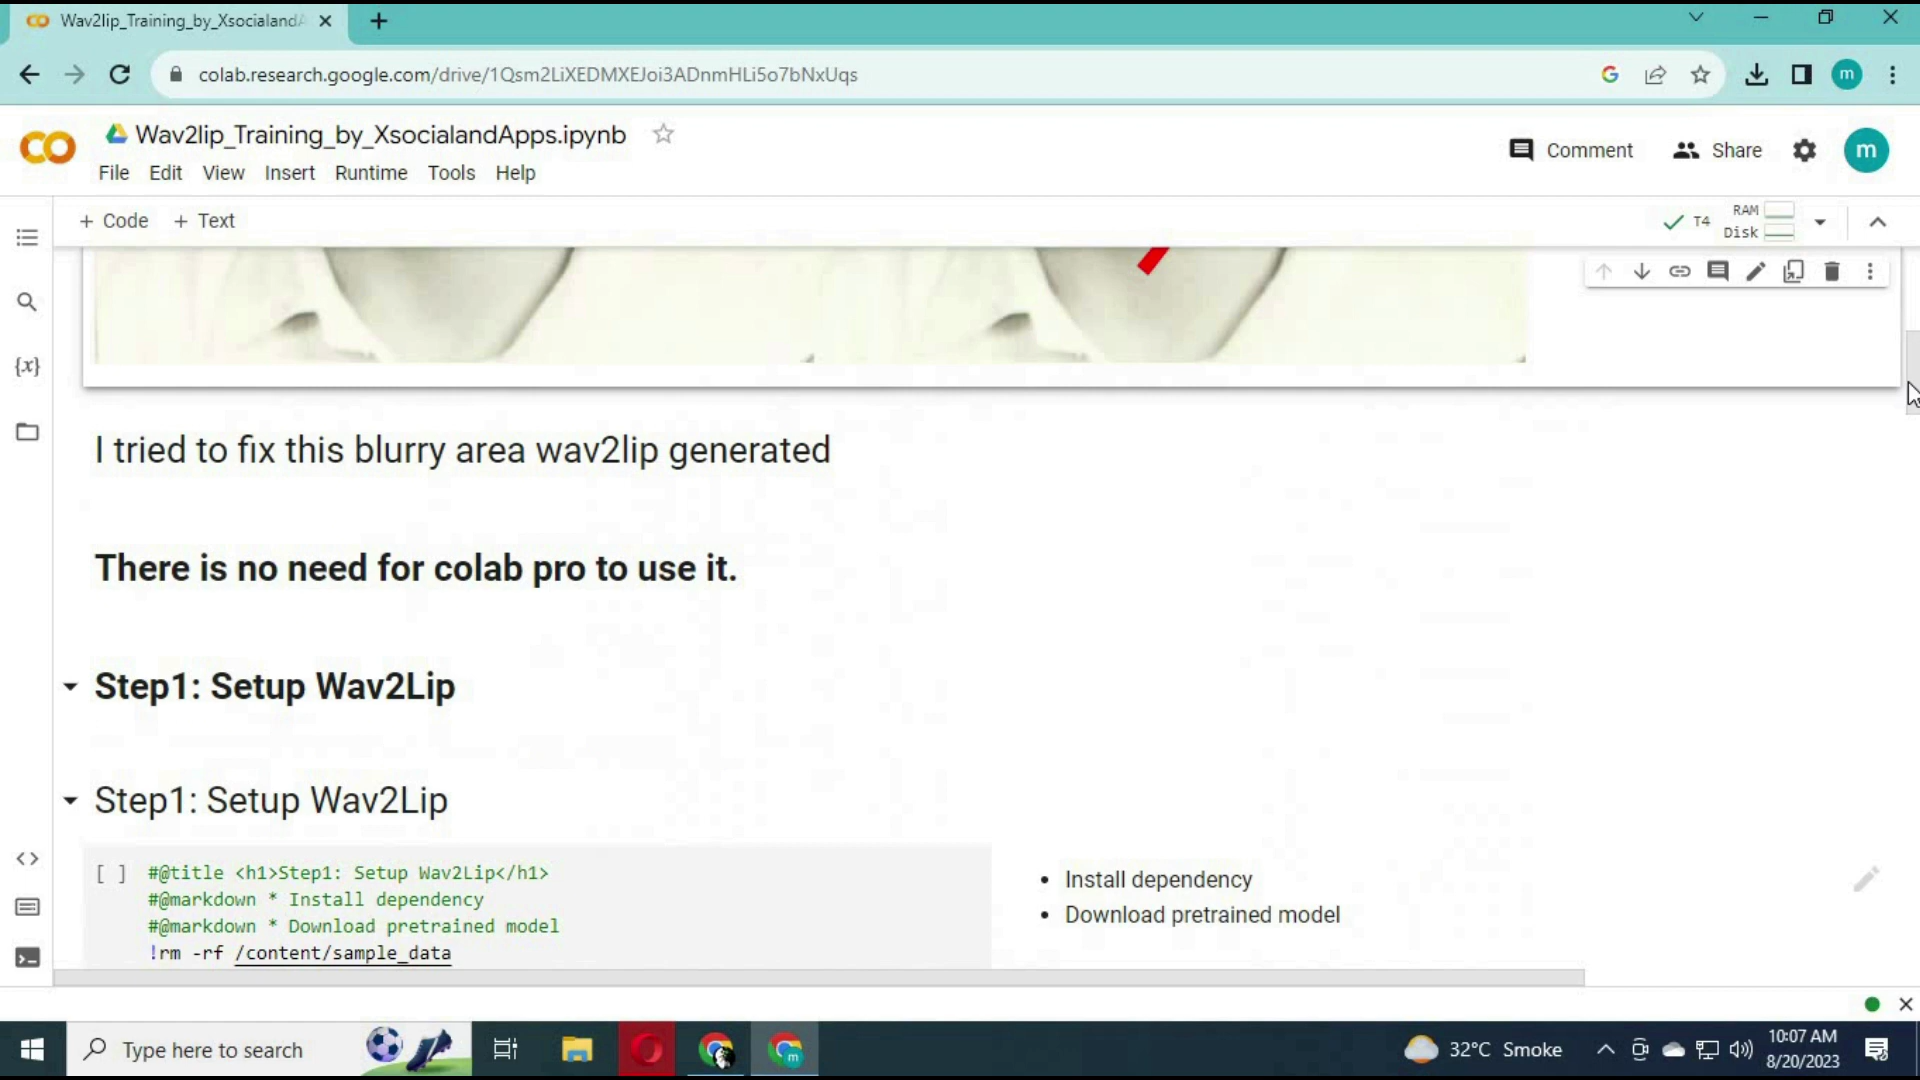 Wav2lip_Training_by_XsocialandA
colab.research.google.com/drive/1Qsm2LiXEDMXEJoi3ADnmHLi5o7bNxUqs
m
Wav2lip_Training_by_XsocialandApps.ipynb
Comment
Share
m
File Edit View Insert Runtime Tools Help
+ Code + Text
T4
RAM
Disk
{x}
I tried to fix this blurry area wav2lip generated
There is no need for colab pro to use it.
Step1: Setup Wav2Lip
Step1: Setup Wav2Lip
[ ] #@title <h1>Step1: Setup Wav2Lip</h1>
#@markdown * Install dependency
#@markdown * Download pretrained model
!rm -rf /content/sample_data
• Install dependency
• Download pretrained model
Type here to search
m
32°C Smoke
10:07 AM
8/20/2023